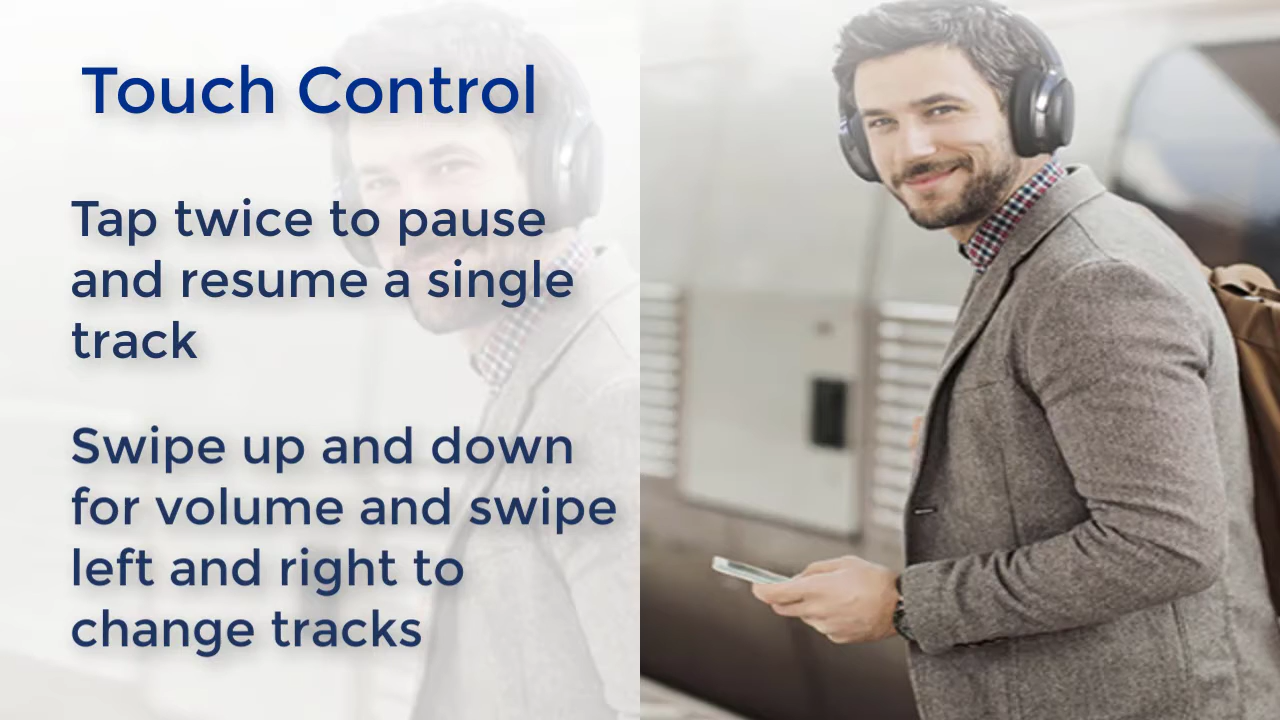 Touch Control
Tap twice to pause
and resume a single
track
Swipe up and down
for volume and swipe
left and right to
change tracks